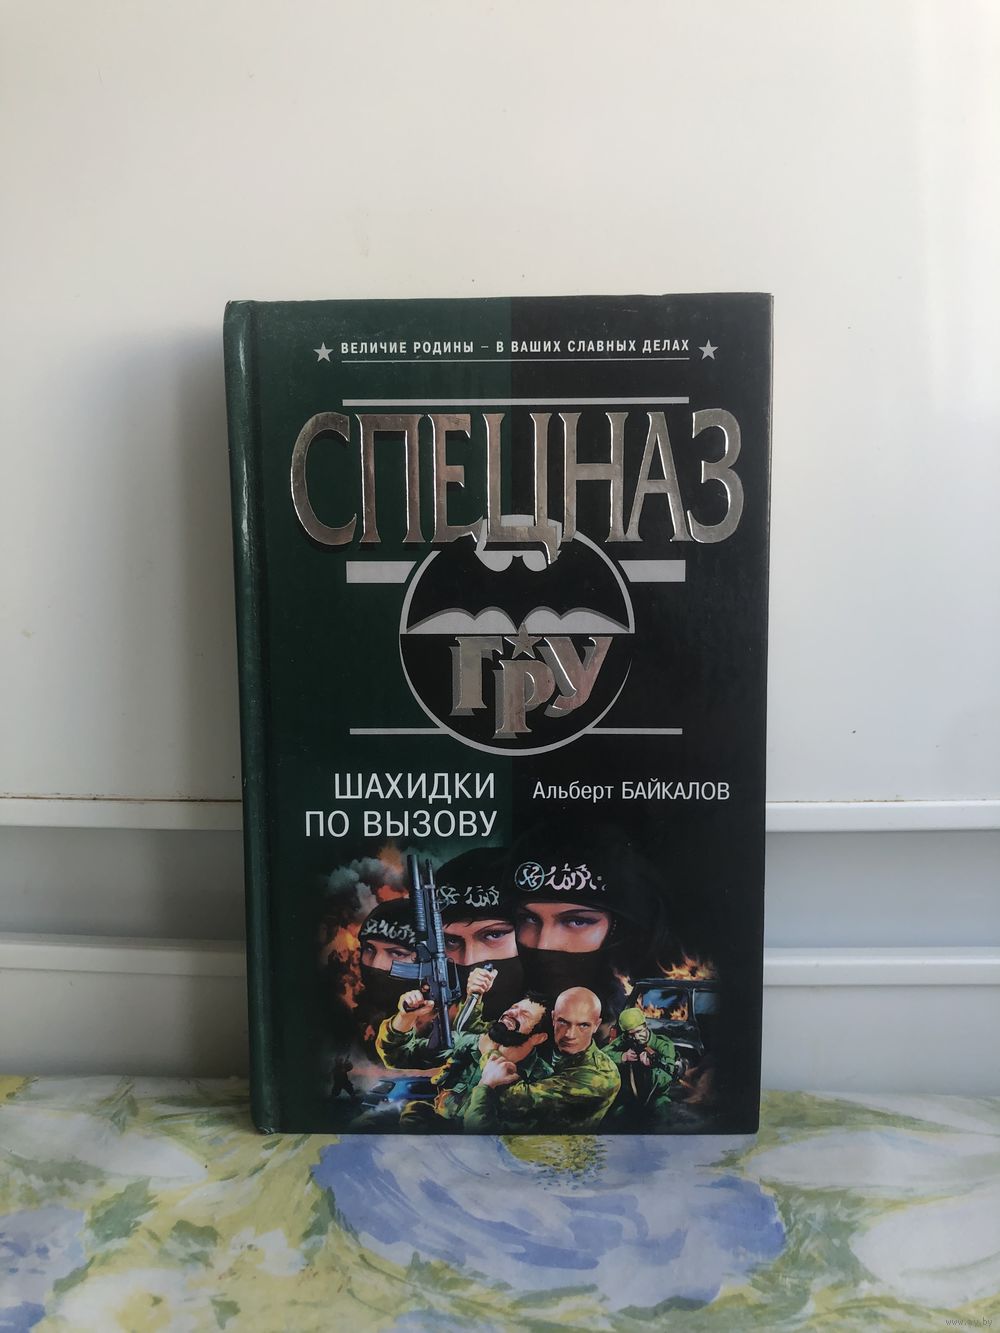 ВЕЛИЧИЕ РОДИНЫ – В ВАШИХ СЛАВНЫХ ДЕЛАХ
СПЕЦНАЗ
ГРУ
ШАХИДКИ
ПО ВЫЗОВУ
Альберт БАЙКАЛОВ